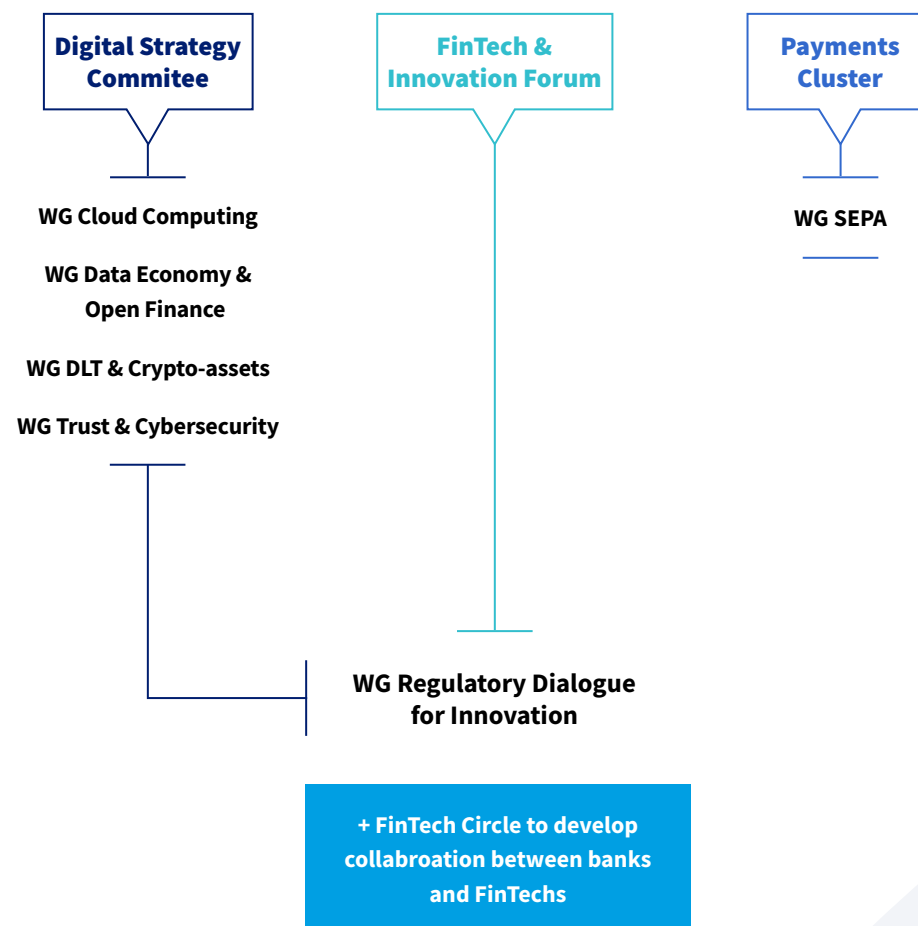 Digital Strategy
Commitee
WG Cloud Computing
WG Data Economy &
Open Finance
WG DLT & Crypto-assets
WG Trust & Cybersecurity
FinTech &
Innovation Forum
Payments
Cluster
WG SEPA
WG Regulatory Dialogue
for Innovation
+ FinTech Circle to develop
collabroation between banks
and FinTechs